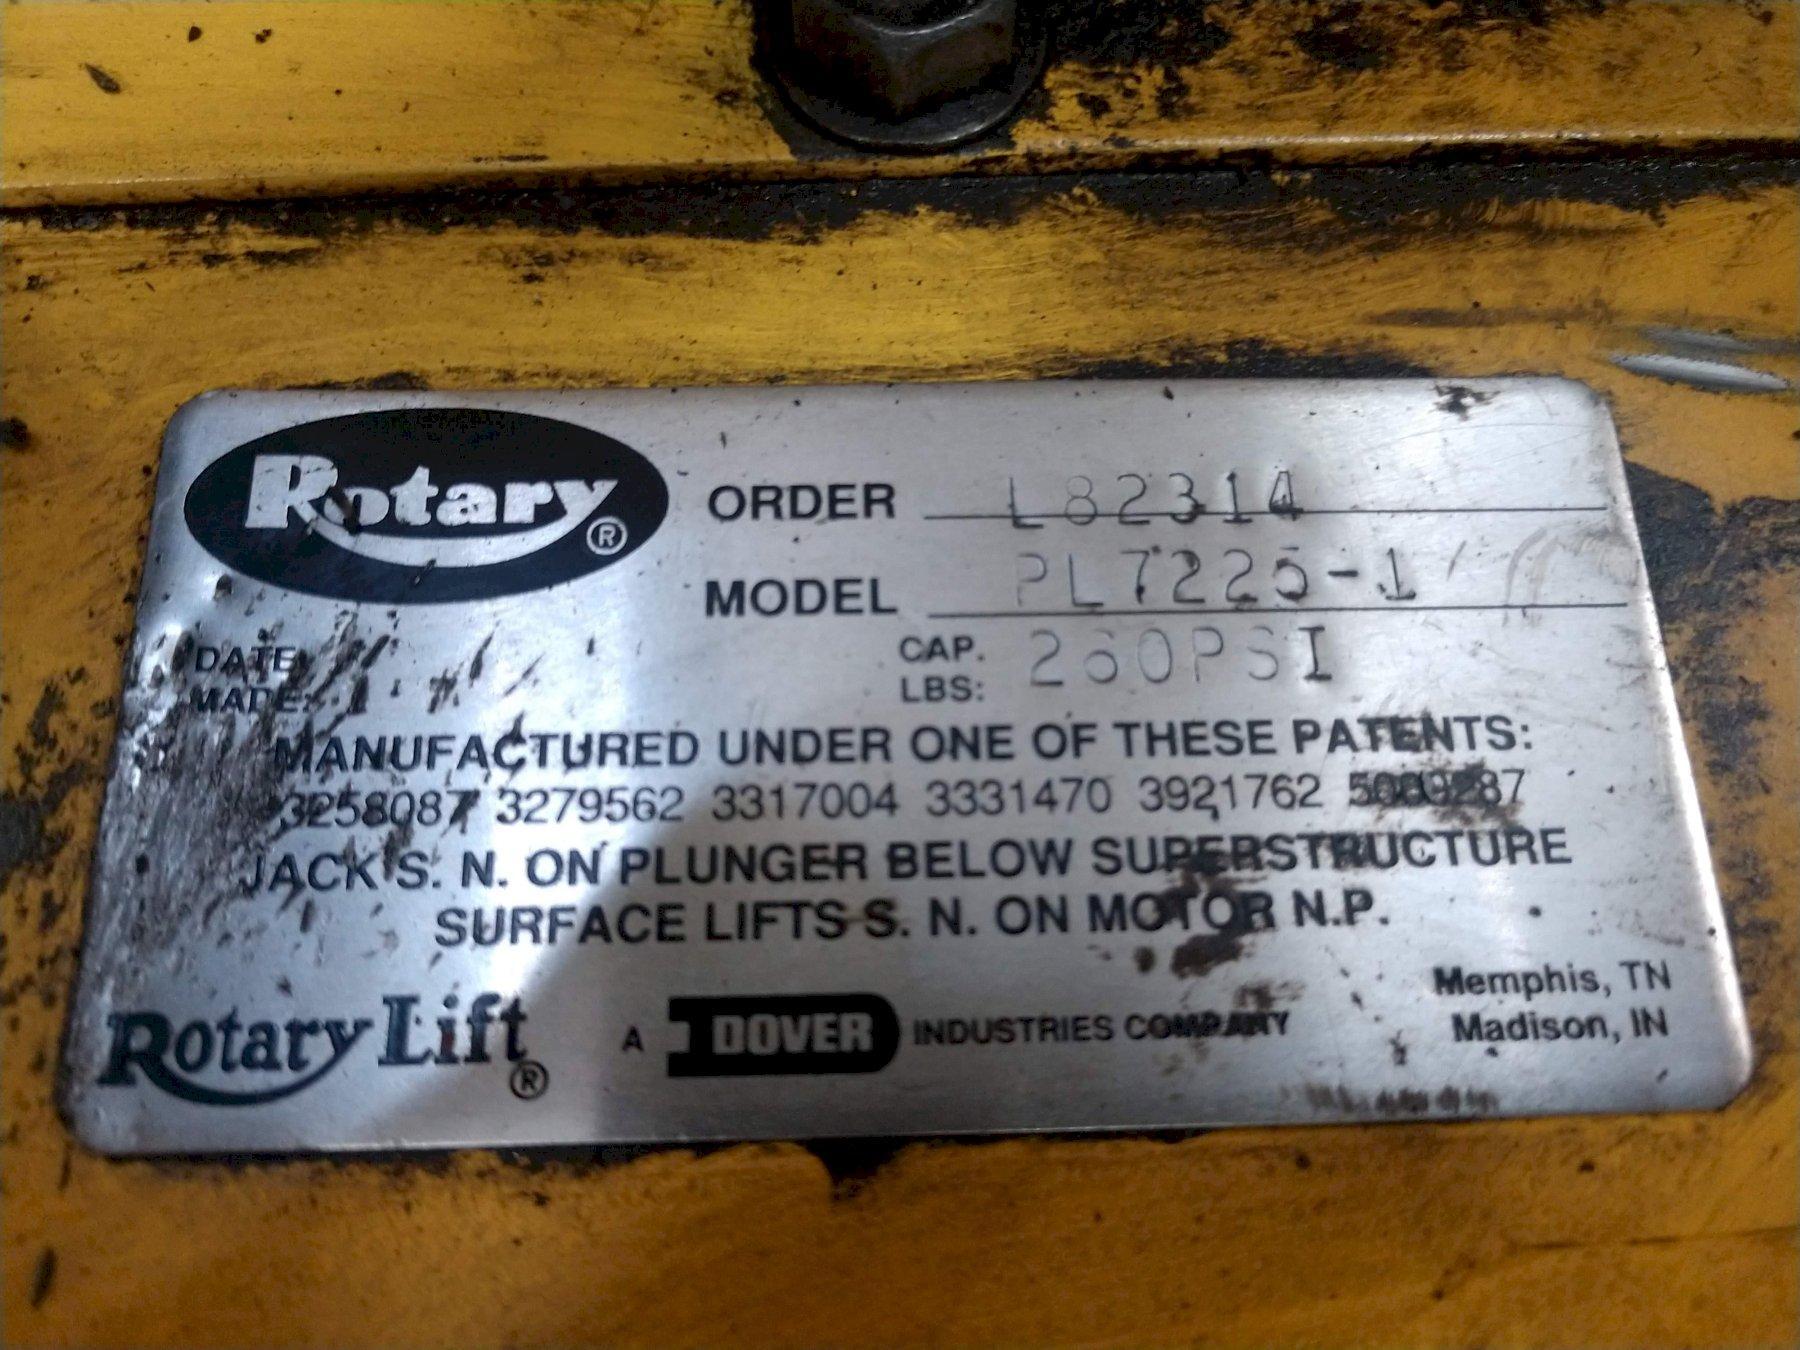 Rotary ®
ORDER L82314
MODEL PL7225-1
DATE MADE:
CAP. LBS: 260PSI
MANUFACTURED UNDER ONE OF THESE PATENTS:
3258087 3279562 3317004 3331470 3921762
JACK S. N. ON PLUNGER BELOW SUPERSTRUCTURE
SURFACE LIFTS S. N. ON MOTOR N.P.
Rotary Lift ® A DOVER INDUSTRIES COMPANY
Memphis, TN
Madison, IN